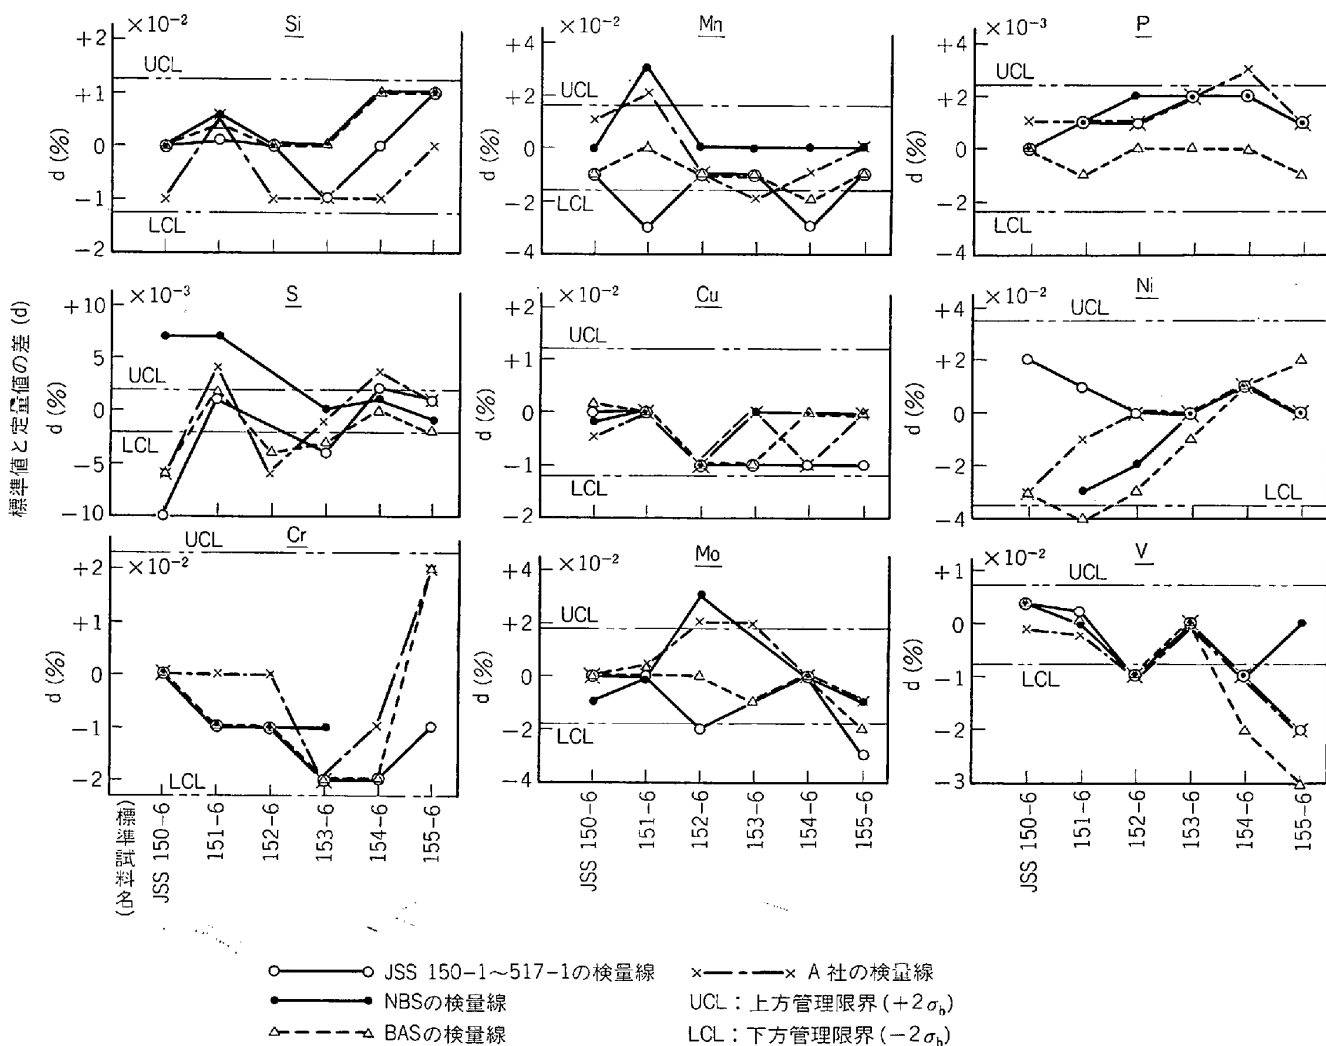 ×10⁻² Si
+2
+1
0
−1
−2
d (%)
UCL
LCL
×10⁻² Mn
+4
+2
0
−2
−4
d (%)
UCL
LCL
×10⁻³ P
+4
+2
0
−2
−4
d (%)
UCL
LCL
標準値と定量値の差 (d)
×10⁻³ S
+10
5
0
−5
−10
d (%)
UCL
LCL
×10⁻² Cu
+2
+1
0
−1
−2
d (%)
UCL
LCL
×10⁻² Ni
+4
+2
0
−2
−4
d (%)
UCL
LCL
UCL Cr
×10⁻²
+2
+1
0
−1
−2
d (%)
LCL
×10⁻² Mo
+4
+2
0
−2
−4
d (%)
UCL
LCL
×10⁻² V
+1
0
−1
−2
−3
d (%)
UCL
LCL
(標準試料名)
JSS 150-6
151-6
152-6
153-6
154-6
155-6
JSS 150-6
151-6
152-6
153-6
154-6
155-6
JSS 150-6
151-6
152-6
153-6
154-6
155-6
JSS 150-1~517-1の検量線
A社の検量線
NBSの検量線
UCL:上方管理限界(+2σb)
BASの検量線
LCL:下方管理限界(−2σb)